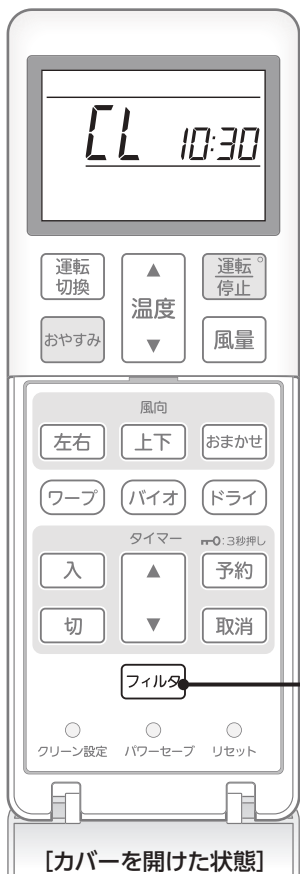 CL 10:30
運転
切換
▲
温度
▼
運転
停止
おやすみ
風量
風向
左右
上下
おまかせ
ワープ
バイオ
ドライ
タイマー
:3秒押し
入
▲
予約
切
▼
取消
フィルタ
クリーン設定
パワーセーブ
リセット
[カバーを開けた状態]